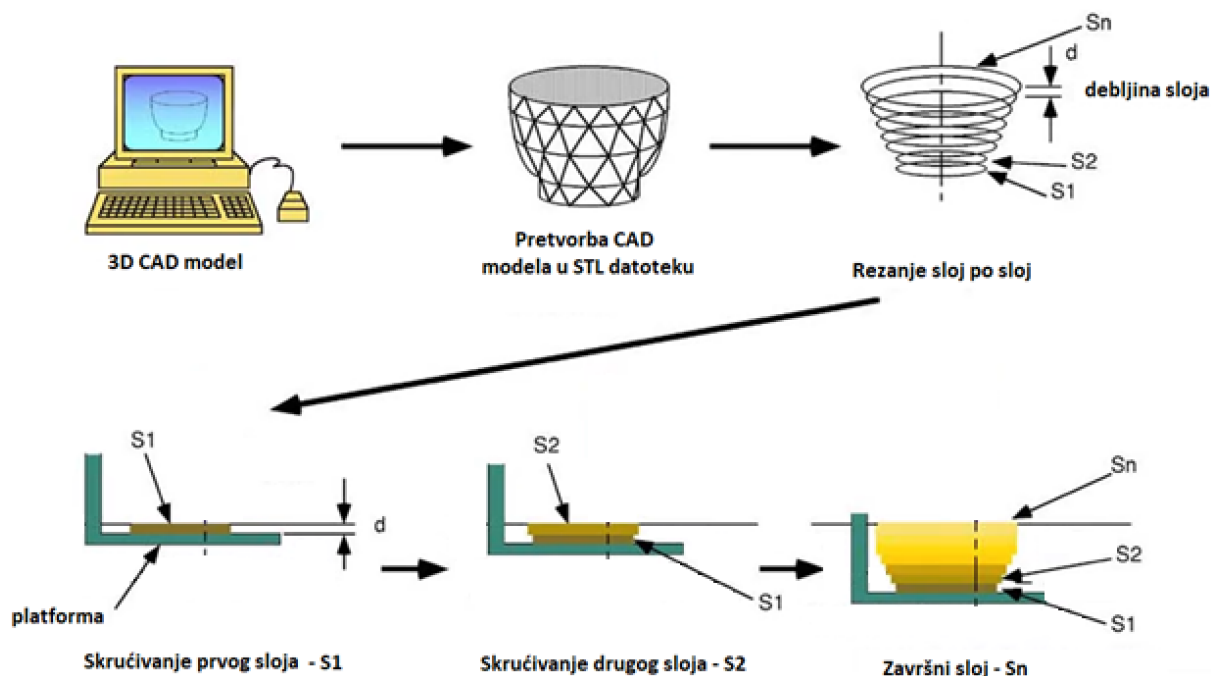 Sn
d
debljina sloja
S2
S1
3D CAD model
Pretvorba CAD
modela u STL datoteku
Rezanje sloj po sloj
S1
d
platforma
Skrućivanje prvog sloja - S1
S2
S1
Skrućivanje drugog sloja - S2
Sn
S2
S1
Završni sloj - Sn